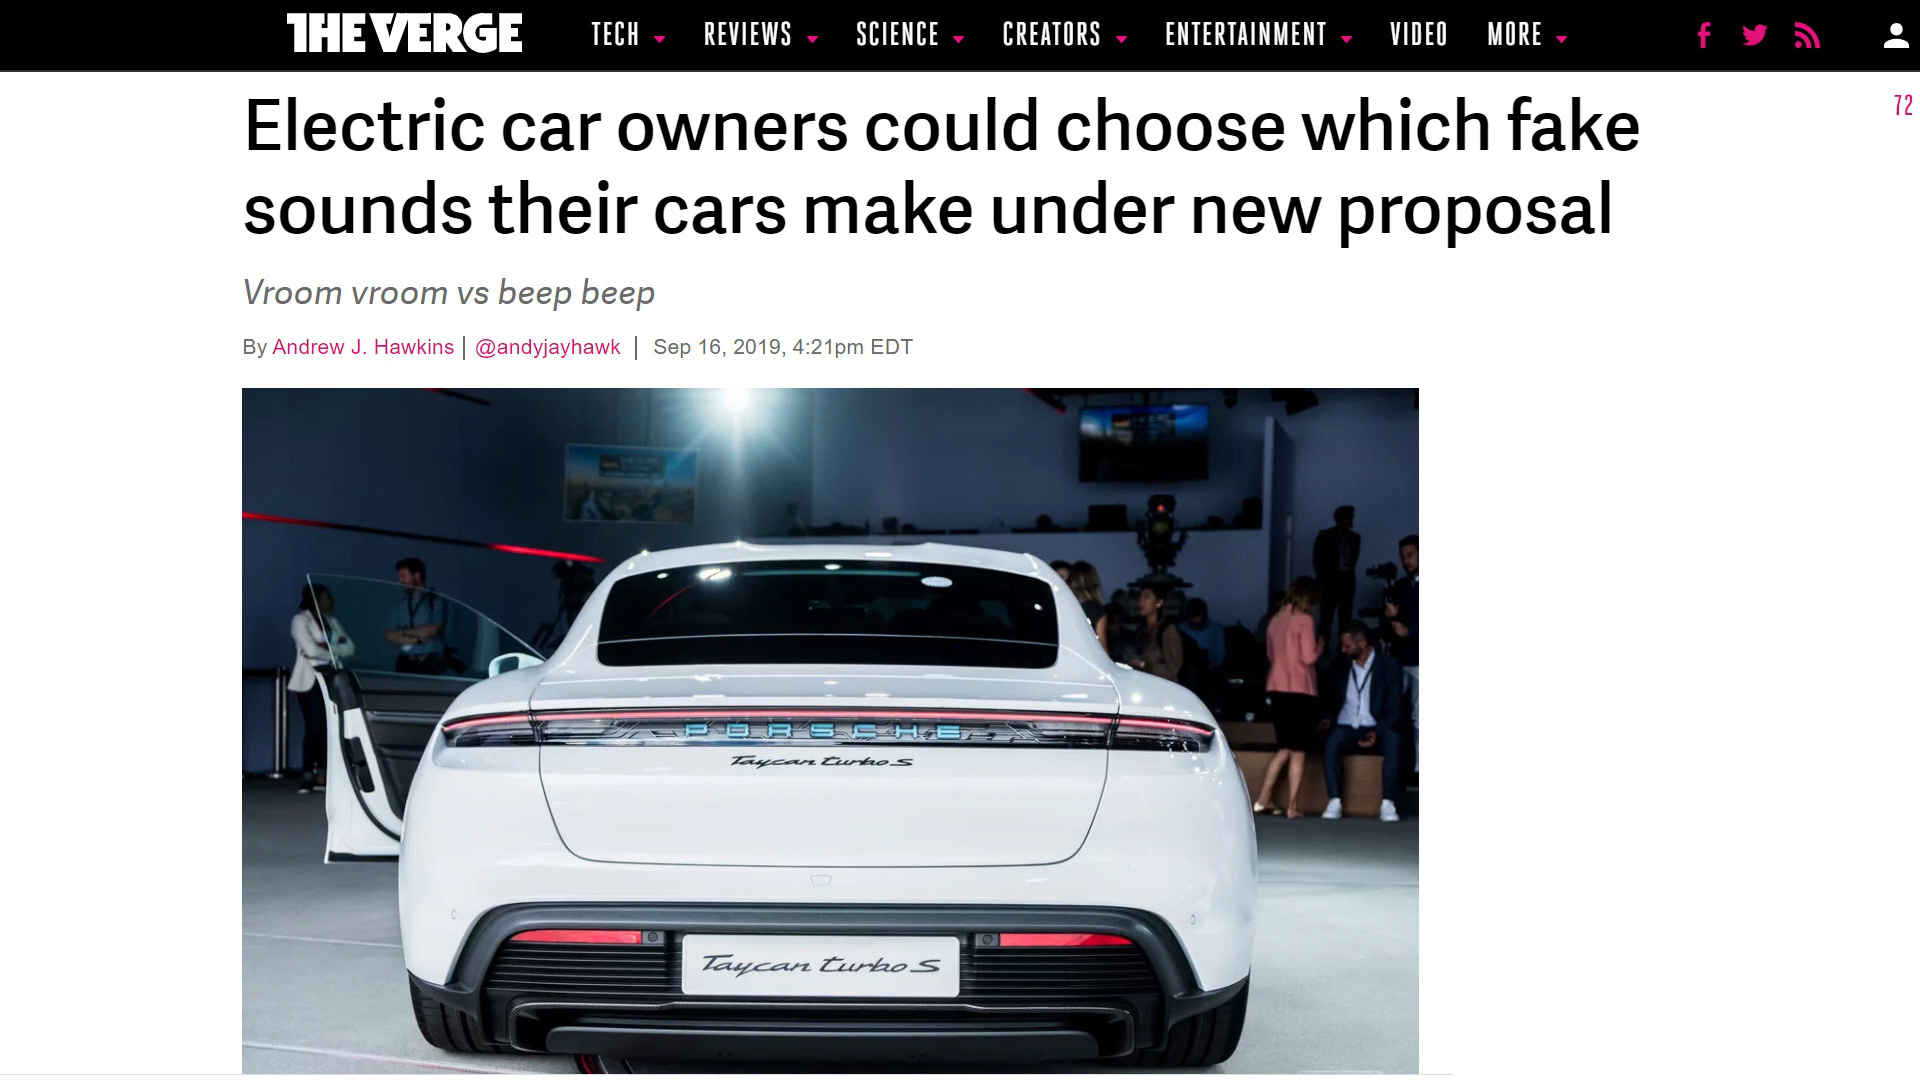 THE VERGE
TECH REVIEWS SCIENCE CREATORS ENTERTAINMENT VIDEO MORE
72
Electric car owners could choose which fake
sounds their cars make under new proposal
Vroom vroom vs beep beep
By Andrew J. Hawkins | @andyjayhawk | Sep 16, 2019, 4:21pm EDT
PORSCHE
Taycan turbo S
Taycan turbo S